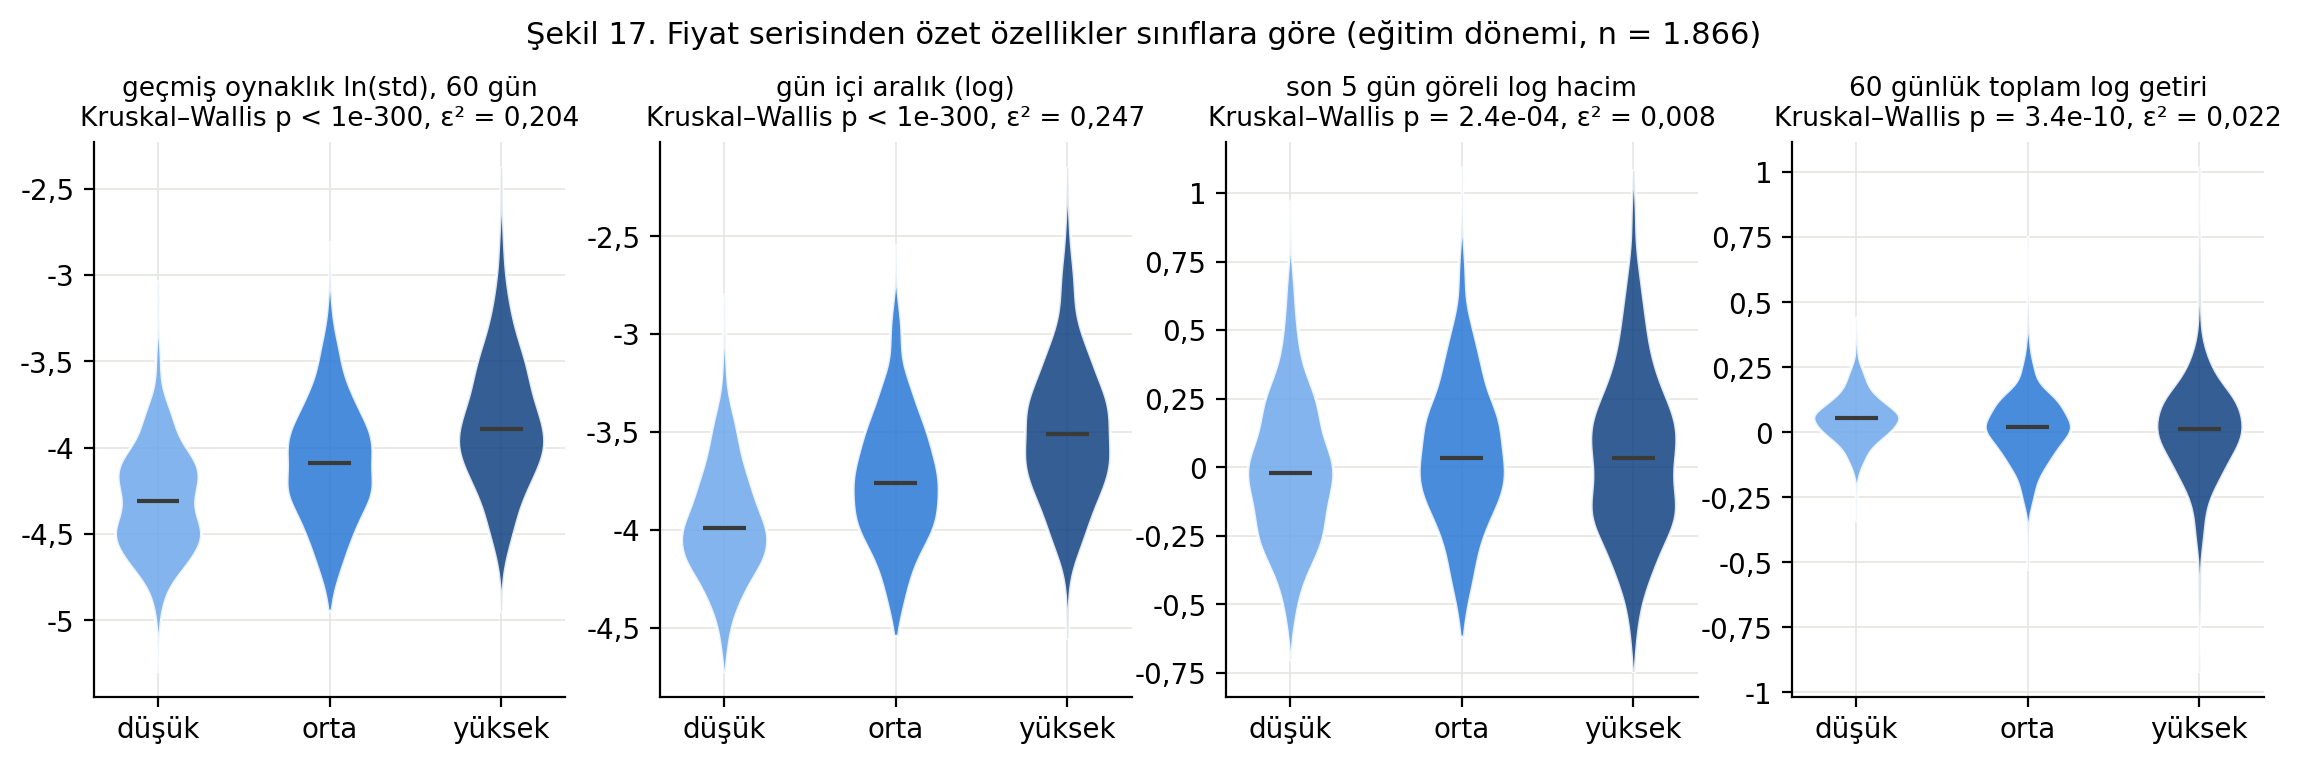 Şekil 17. Fiyat serisinden özet özellikler sınıflara göre (eğitim dönemi, n = 1.866)
geçmiş oynaklık ln(std), 60 gün
Kruskal–Wallis p < 1e-300, ε² = 0,204
-2,5
-3
-3,5
-4
-4,5
-5
düşük
orta
yüksek
gün içi aralık (log)
Kruskal–Wallis p < 1e-300, ε² = 0,247
-2,5
-3
-3,5
-4
-4,5
düşük
orta
yüksek
son 5 gün göreli log hacim
Kruskal–Wallis p = 2.4e-04, ε² = 0,008
1
0,75
0,5
0,25
0
-0,25
-0,5
-0,75
düşük
orta
yüksek
60 günlük toplam log getiri
Kruskal–Wallis p = 3.4e-10, ε² = 0,022
1
0,75
0,5
0,25
0
-0,25
-0,5
-0,75
-1
düşük
orta
yüksek